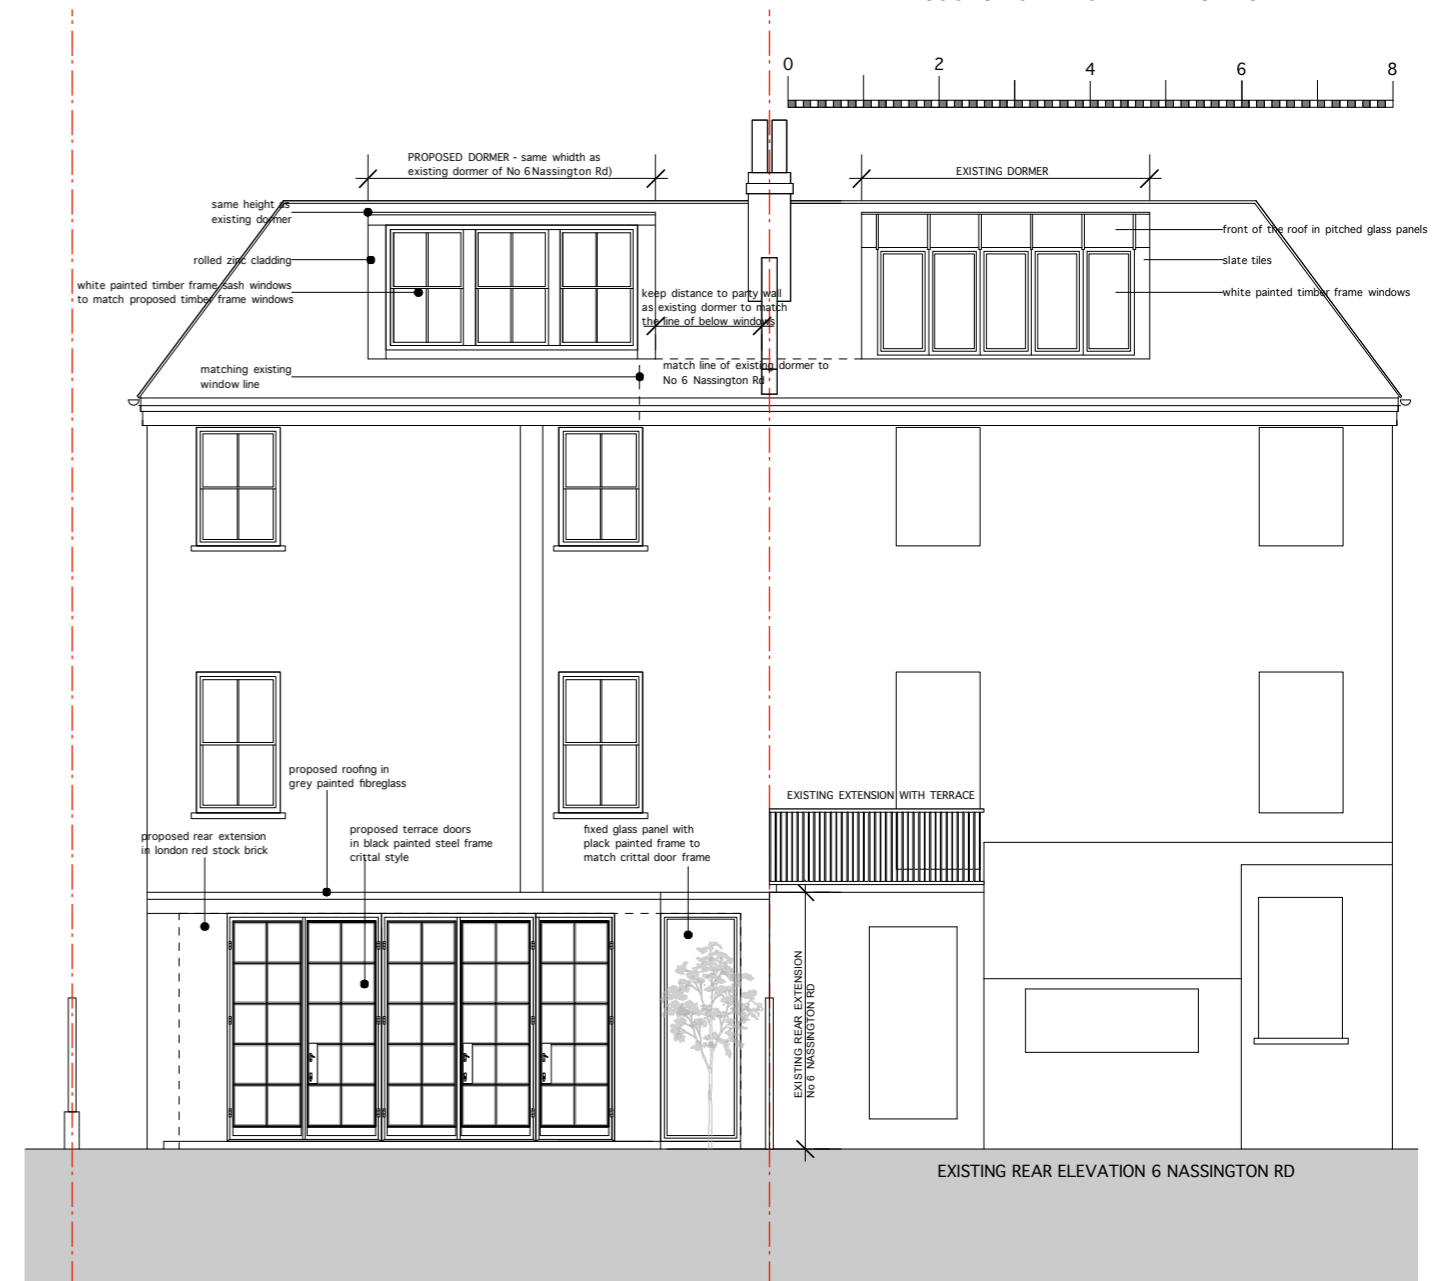 0 2 4 6 8
PROPOSED DORMER - same whidth as
existing dormer of No 6 Nassington Rd)
EXISTING DORMER
same height as
existing dormer
rolled zinc cladding
white painted timber frame sash windows
to match proposed timber frame windows
keep distance to party wall
as existing dormer to match
the line of below windows
front of the roof in pitched glass panels
slate tiles
white painted timber frame windows
matching existing
window line
match line of existing dormer to
No 6 Nassington Rd
proposed roofing in
grey painted fibreglass
EXISTING EXTENSION WITH TERRACE
proposed rear extension
in london red stock brick
proposed terrace doors
in black painted steel frame
crittal style
fixed glass panel with
plack painted frame to
match crittal door frame
EXISTING REAR EXTENSION
No 6 NASSINGTON RD
EXISTING REAR ELEVATION 6 NASSINGTON RD